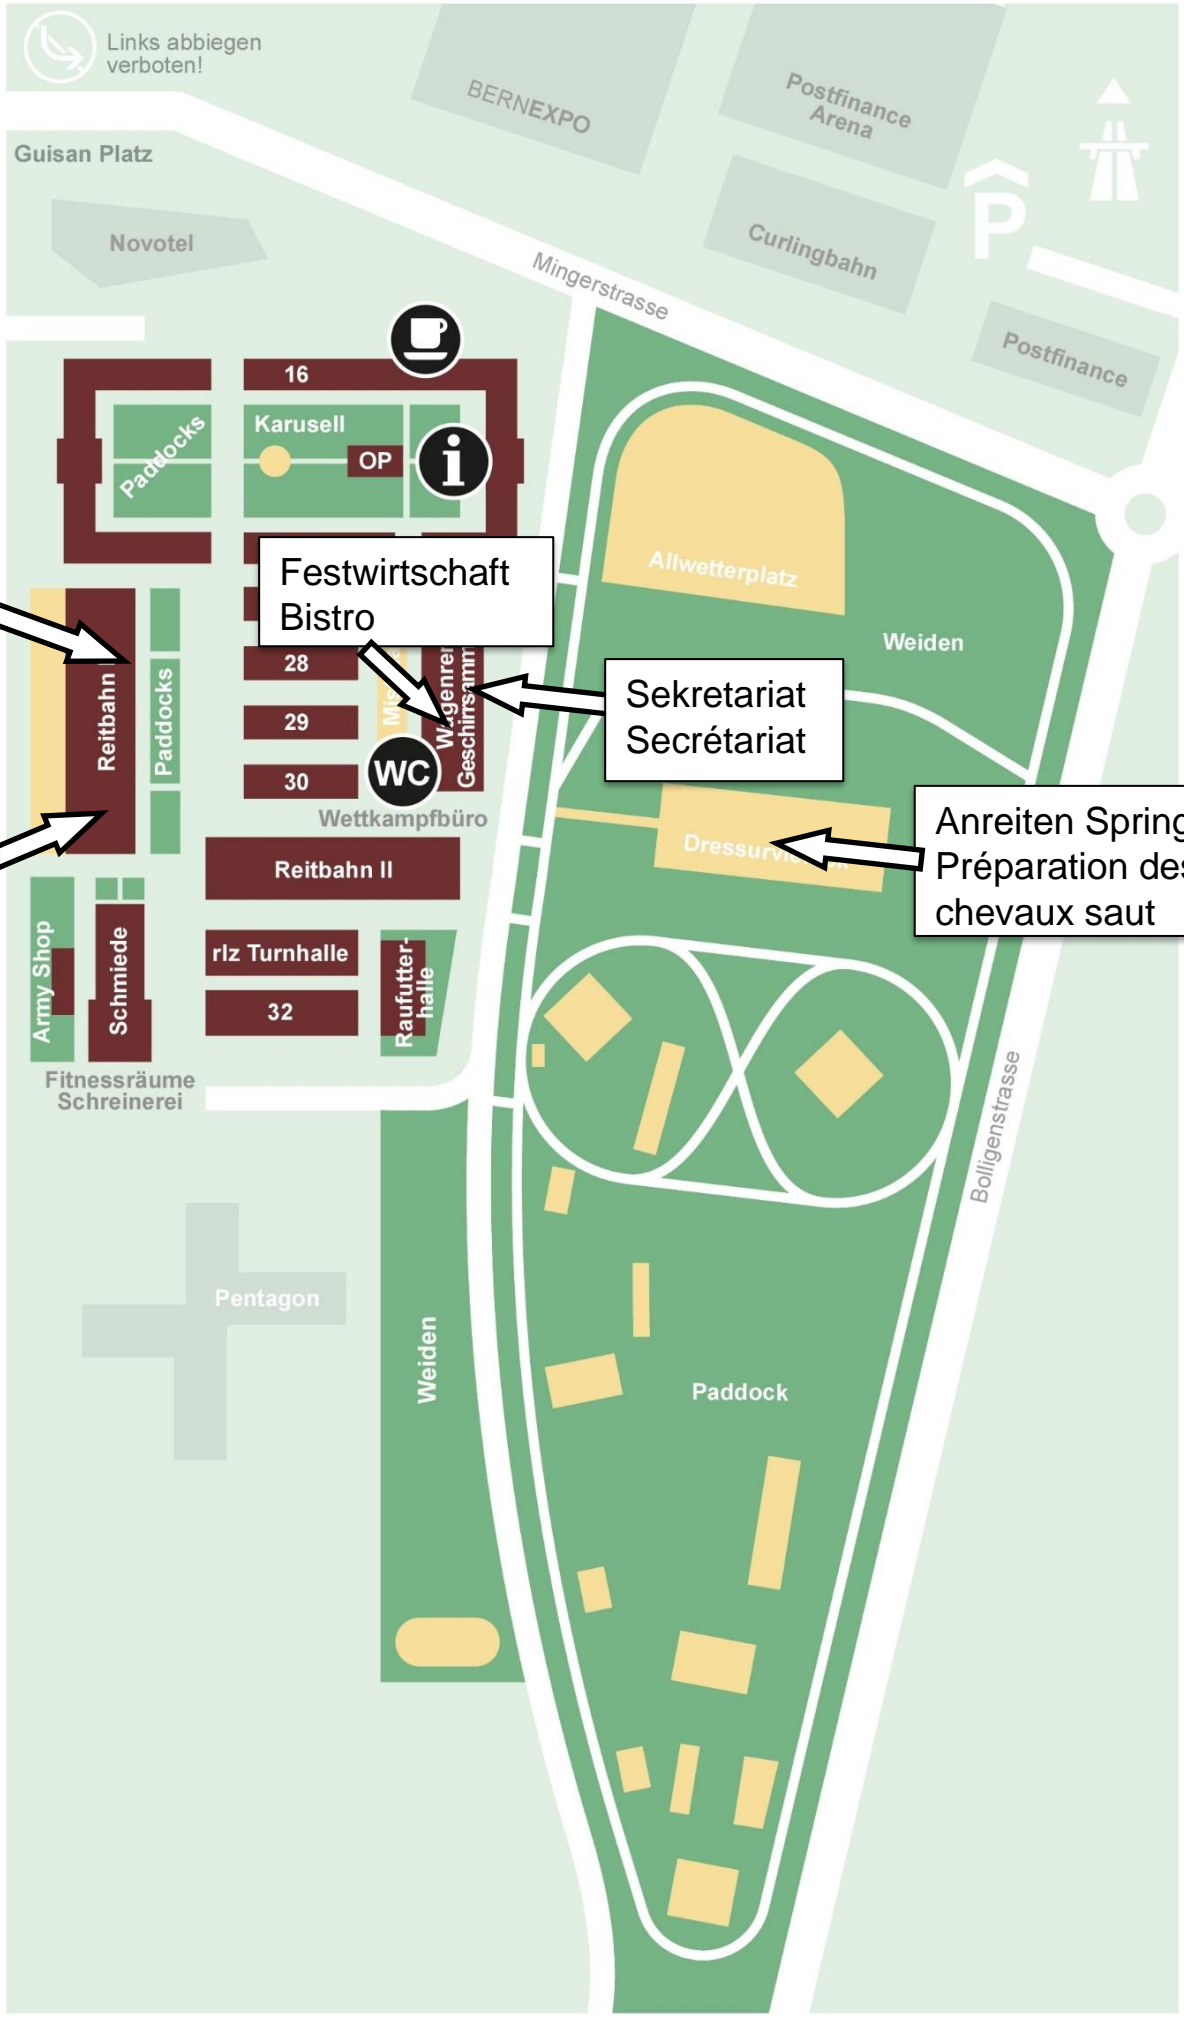 Links abbiegen
verboten!
BERNEXPO
Postfinance
Arena
Guisan Platz
P
Novotel
Curlingbahn
Mingerstrasse
Postfinance
16
Karusell
Paddocks
OP
i
Festwirtschaft
Bistro
Allwetterplatz
Weiden
28
Sekretariat
Secrétariat
Reitbahn
Paddocks
29
30
WC
Wettkampfbüro
Anreiten Spring
Préparation des
chevaux saut
Reitbahn II
Army Shop
Schmiede
rlz Turnhalle
32
Raufutter-
halle
Fitnessräume
Schreinerei
Bolligenstrasse
Pentagon
Weiden
Paddock